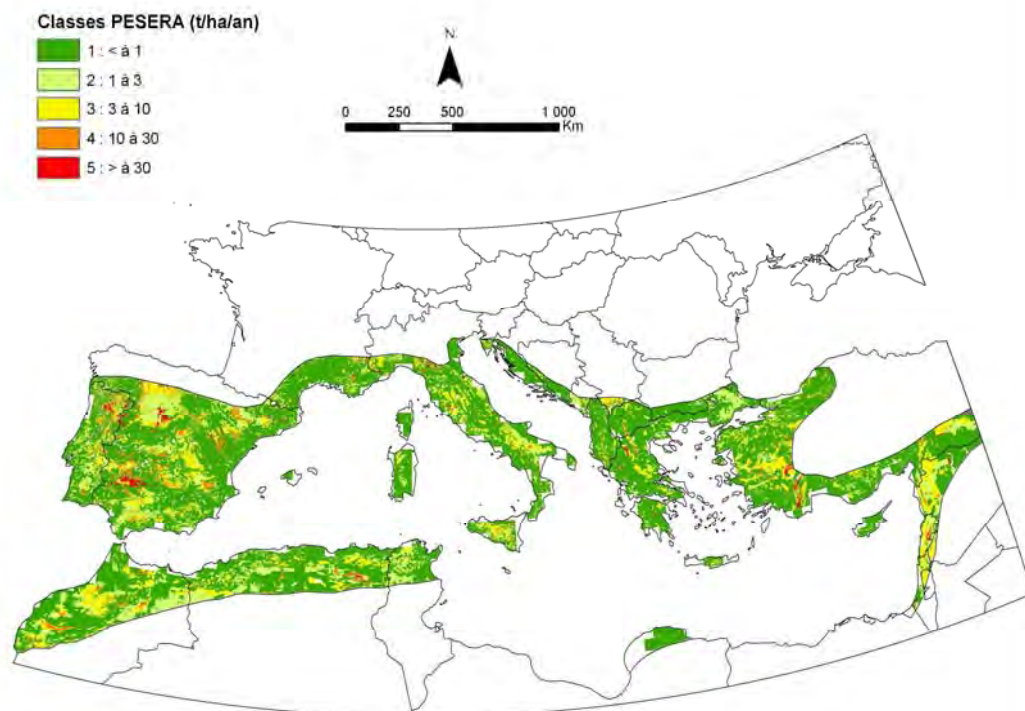 Classes PESERA (t/ha/an)
1 : < à 1
2 : 1 à 3
3 : 3 à 10
4 : 10 à 30
5 : > à 30
N
0 250 500 1 000
Km